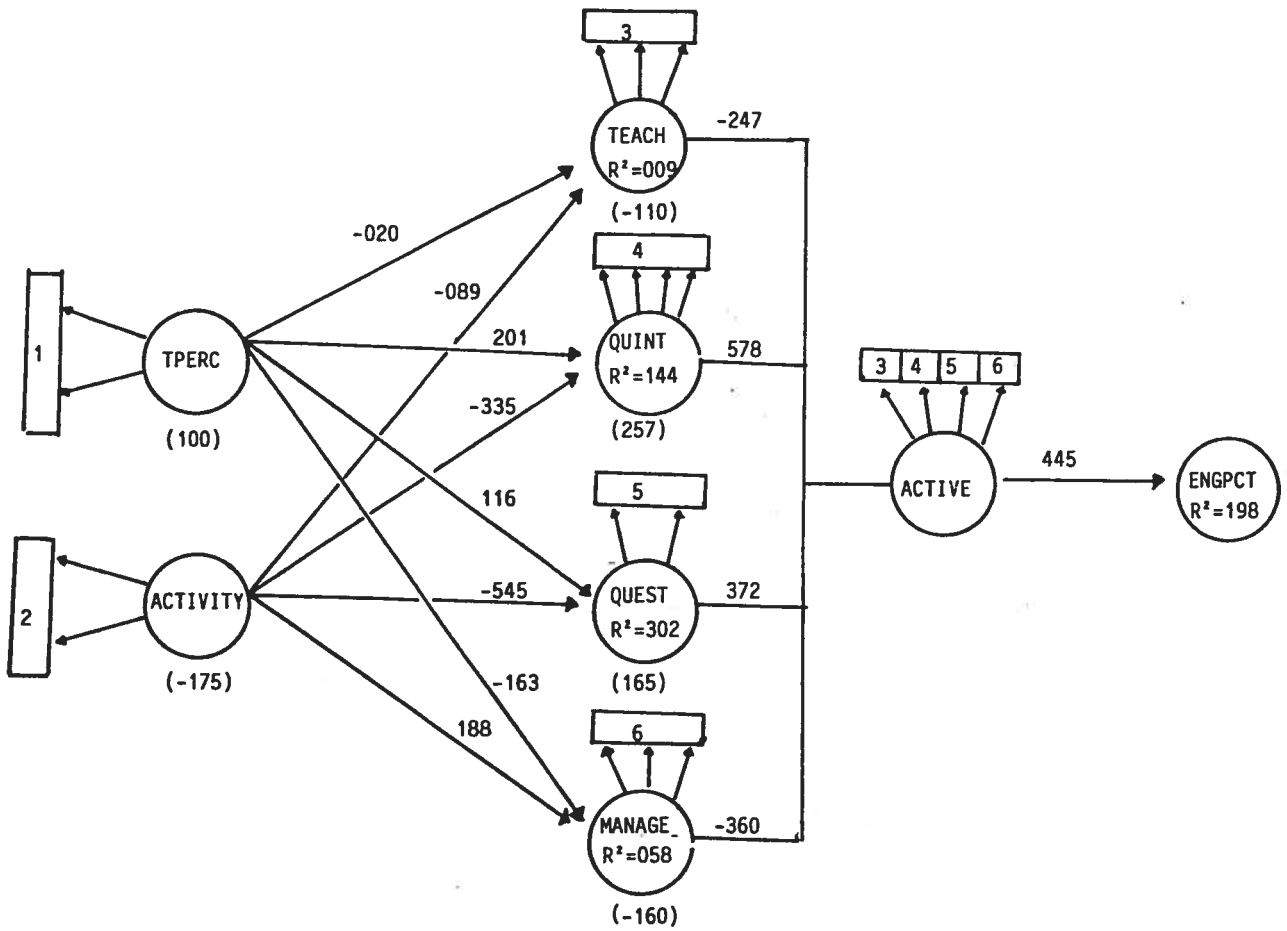 3
-247
TEACH
R²=009
(-110)
-020
4
-089
1
TPERC
(100)
201
QUINT
R²=144
(257)
578
3 4 5 6
-335
445
ACTIVE
ENGPCT
R²=198
116
5
2
ACTIVITY
(-175)
-545
QUEST
R²=302
(165)
372
-163
188
6
MANAGE
R²=058
(-160)
-360